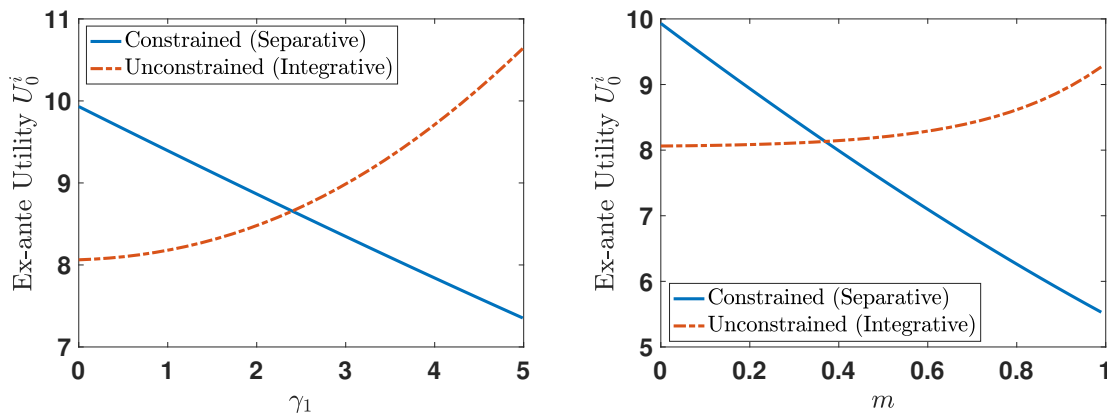 11
10
9
8
7
Ex-ante Utility $U_0^i$
Constrained (Separative)
Unconstrained (Integrative)
0 1 2 3 4 5
$\gamma_1$
10
9
8
7
6
5
Ex-ante Utility $U_0^i$
Constrained (Separative)
Unconstrained (Integrative)
0 0.2 0.4 0.6 0.8 1
$m$